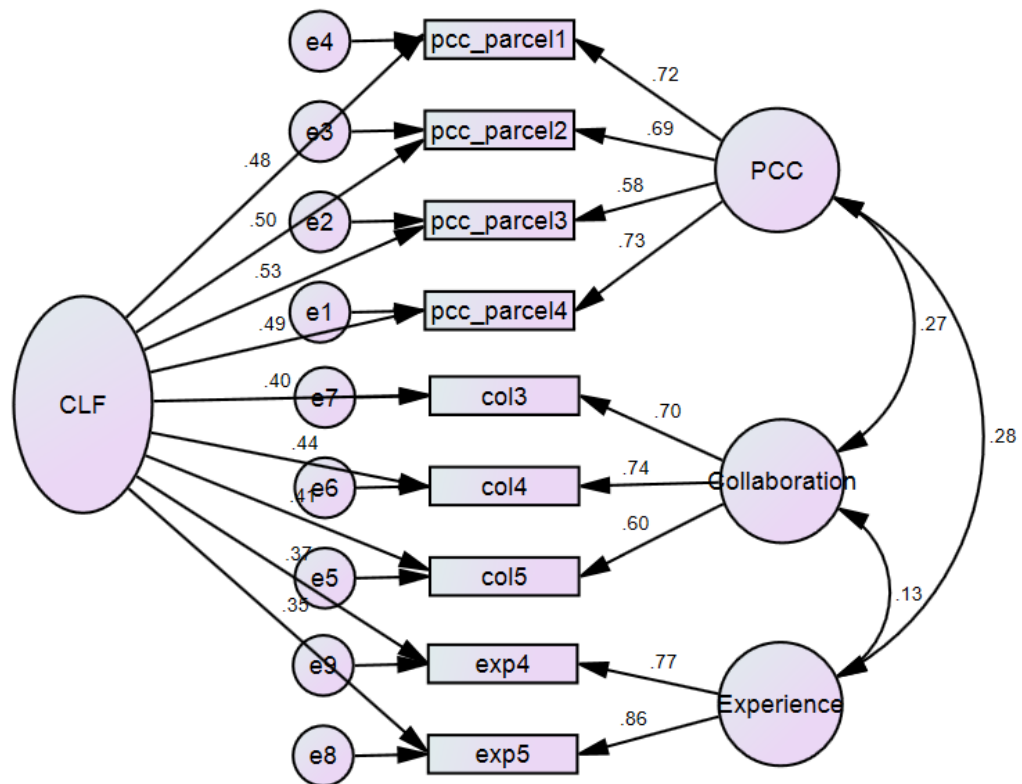 e4
pcc_parcel1
.72
e3
pcc_parcel2
.69
PCC
.48
.58
e2
pcc_parcel3
.50
.73
.53
e1
pcc_parcel4
.49
.27
CLF
.40
e7
col3
.70
.28
.44
.74
e6
col4
Collaboration
.41
.60
.37
e5
col5
.13
.35
e9
exp4
.77
Experience
.86
e8
exp5